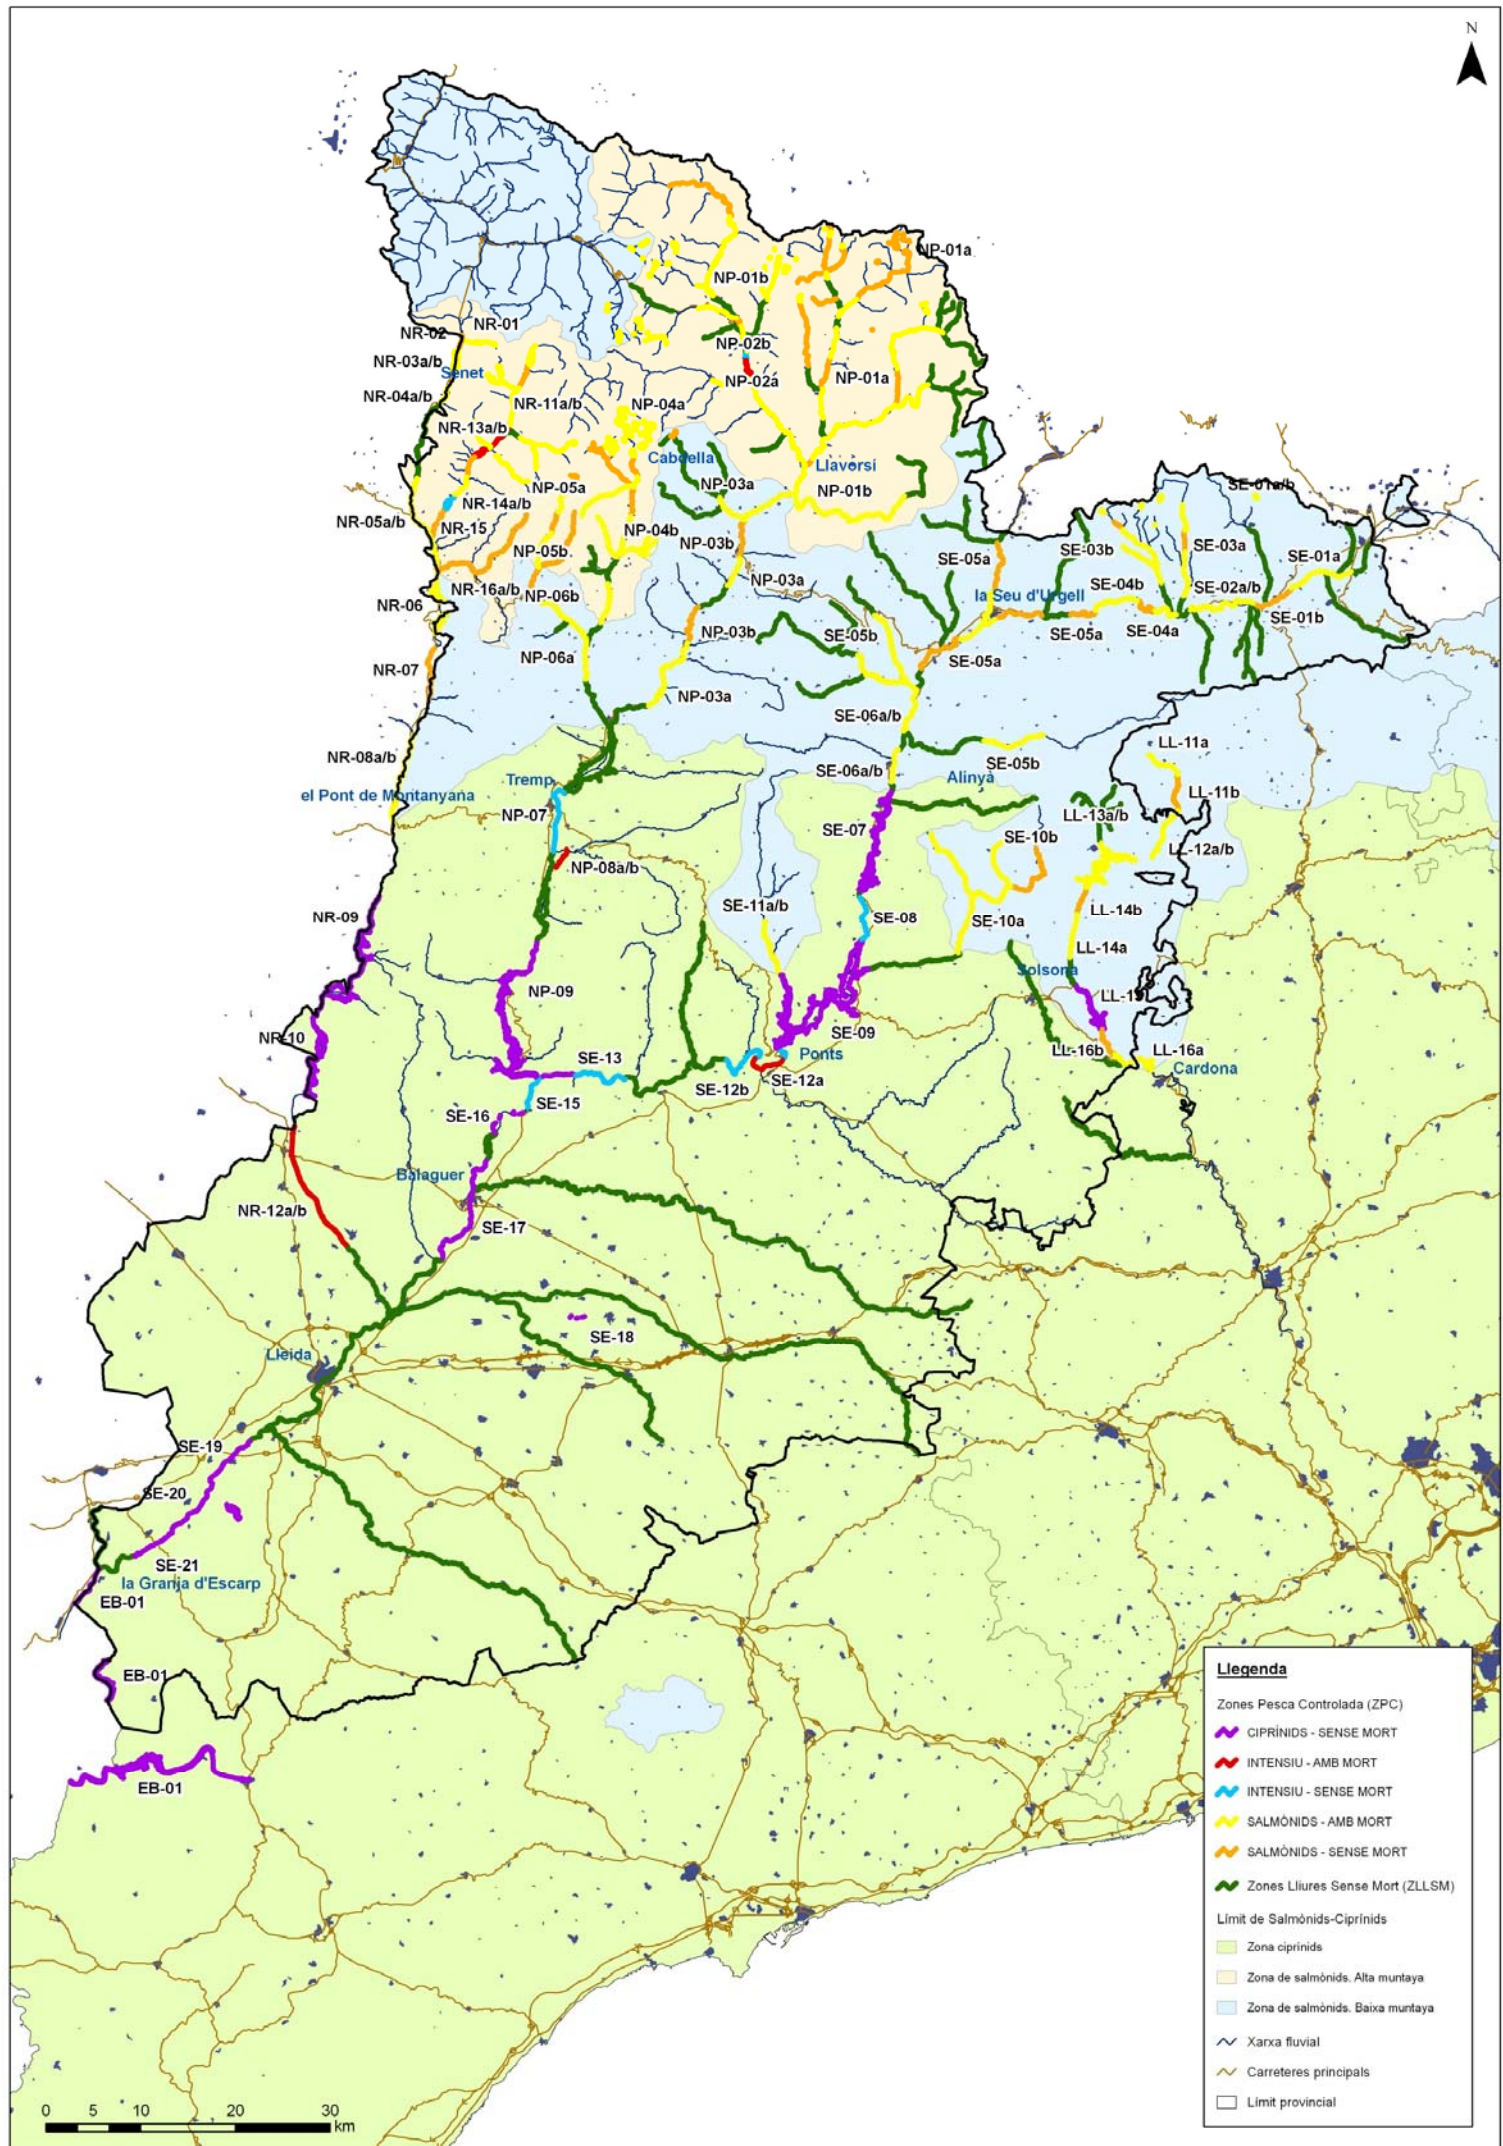 N
NP-01a
NP-01b
NR-02
NR-01
NP-02b
NR-03a/b
Senet
NP-02a
NP-01a
NR-04a/b
NR-11a/b
NP-04a
NR-13a/b
Cabdella
Llavorsí
NP-03a
NP-05a
NP-01b
SE-01a/b
NR-14a/b
NR-05a/b
NR-15
NP-04b
NP-03b
NP-05b
SE-05a
SE-03b
SE-03a
SE-01a
NP-03a
NR-16a/b
NP-06b
SE-04b
SE-02a/b
la Seu d'Urgell
NR-06
NP-03b
SE-05b
SE-05a
SE-04a
SE-01b
NP-06a
SE-05a
NR-07
NP-03a
SE-06a/b
LL-11a
NR-08a/b
SE-05b
SE-06a/b
Alinyà
Tremp
el Pont de Montanyana
LL-11b
NP-07
LL-13a/b
SE-07
SE-10b
LL-12a/b
NP-08a/b
SE-11a/b
LL-14b
NR-09
SE-08
SE-10a
LL-14a
Solsona
NP-09
LL-15
SE-09
NR-10
LL-16b
LL-16a
Ponts
SE-13
Cardona
SE-12b
SE-12a
SE-15
SE-16
Balaguer
NR-12a/b
SE-17
SE-18
Lleida
SE-19
SE-20
SE-21
la Granja d'Escarp
EB-01
EB-01
EB-01
Llegenda
Zones Pesca Controlada (ZPC)
CIPRÍNIDS - SENSE MORT
INTENSIU - AMB MORT
INTENSIU - SENSE MORT
SALMÒNIDS - AMB MORT
SALMÒNIDS - SENSE MORT
Zones Lliures Sense Mort (ZLLSM)
Límit de Salmònids-Ciprínids
Zona ciprínids
Zona de salmònids. Alta muntaya
Zona de salmònids. Baixa muntaya
Xarxa fluvial
Carreteres principals
Límit provincial
0 5 10 20 30
km